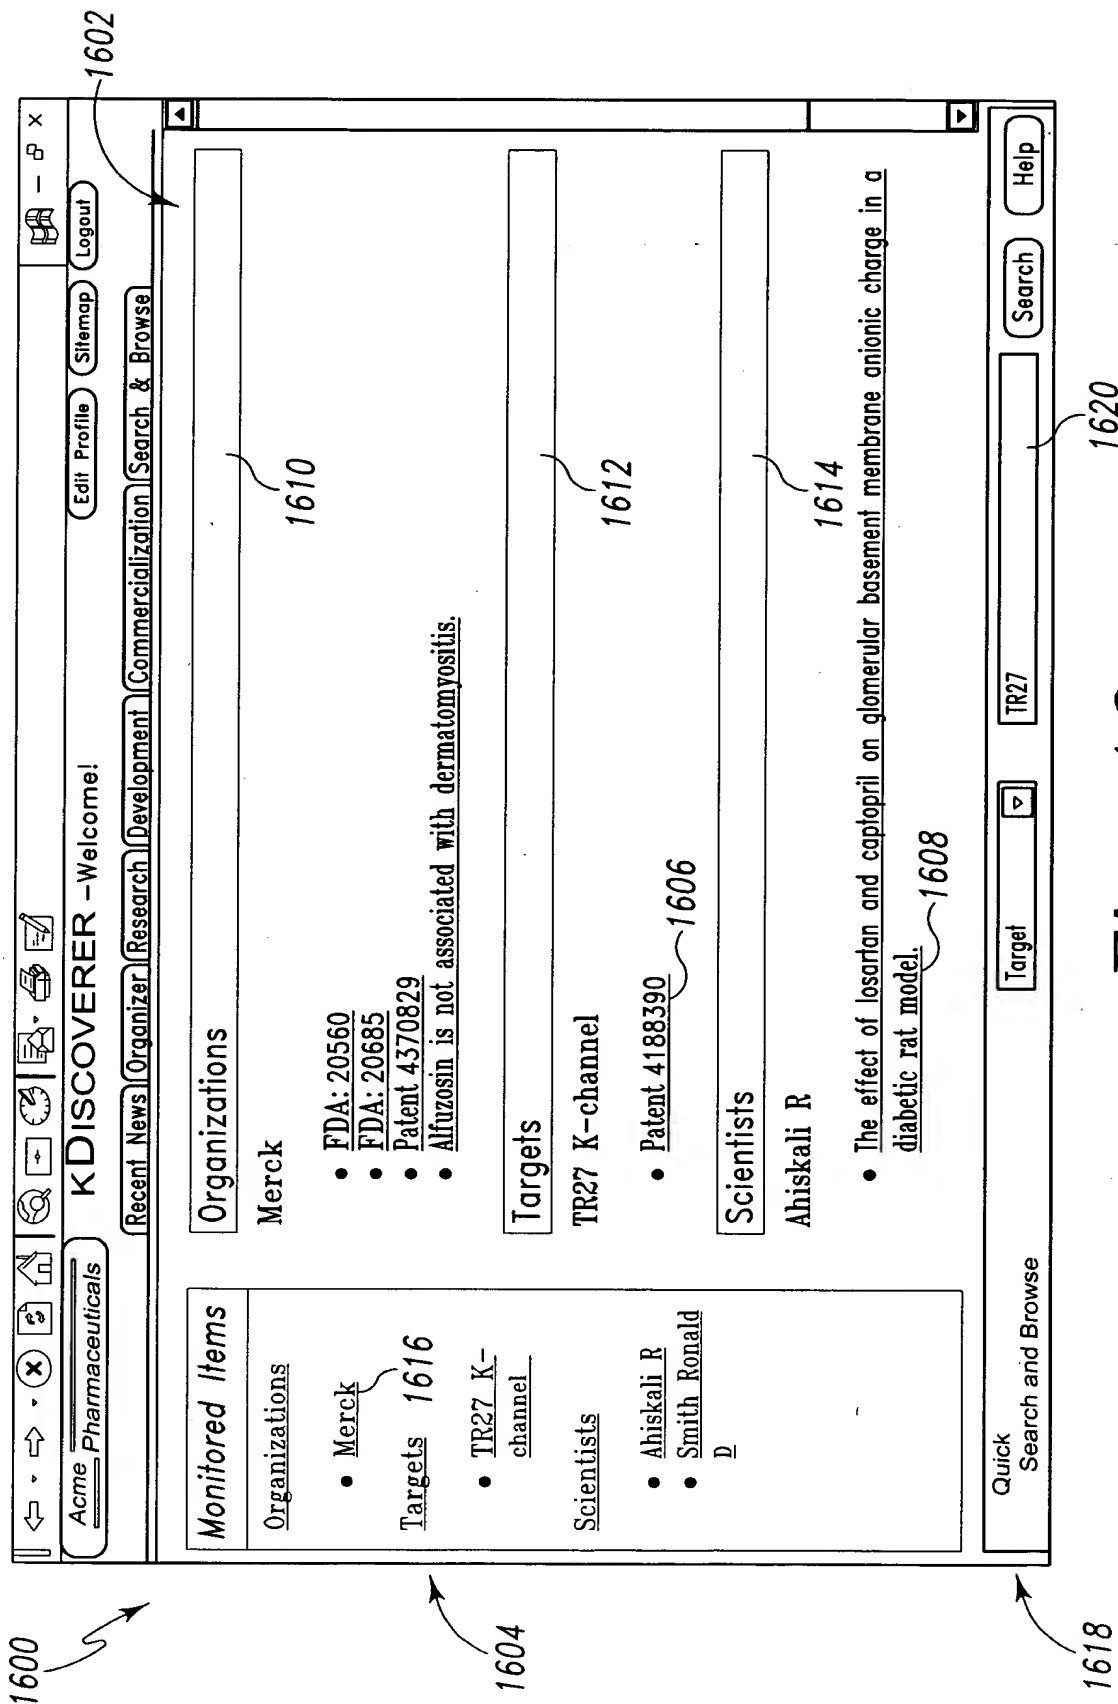 1600
1602
Acme
Pharmaceuticals
KDISCOVERER –Welcome!
Edit Profile
Sitemap
Logout
Recent News
Organizer
Research
Development
Commercialization
Search & Browse
1604
Monitored Items
Organizations
• Merck
1616
Targets
• TR27 K-
channel
Scientists
• Ahiskali R
• Smith Ronald
D
Organizations
1610
Merck
• FDA: 20560
• FDA: 20685
• Patent 4370829
• Alfuzosin is not associated with dermatomyositis.
Targets
1612
TR27 K-channel
• Patent 4188390
1606
Scientists
1614
Ahiskali R
• The effect of losartan and captopril on glomerular basement membrane anionic charge in a
diabetic rat model.
1608
1618
Quick
Search and Browse
Target
TR27
Search
Help
1620